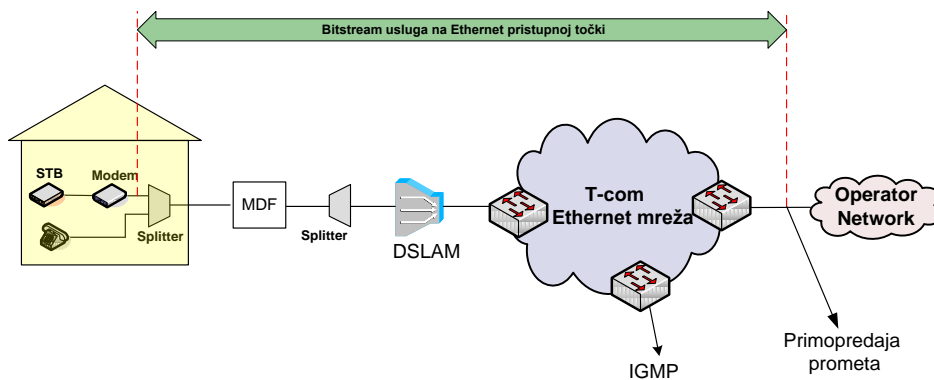 Bitstream usluga na Ethernet pristupnoj točki
STB
Modem
Splitter
MDF
Splitter
DSLAM
T-com
Ethernet mreža
Operator
Network
IGMP
Primopredaja
prometa